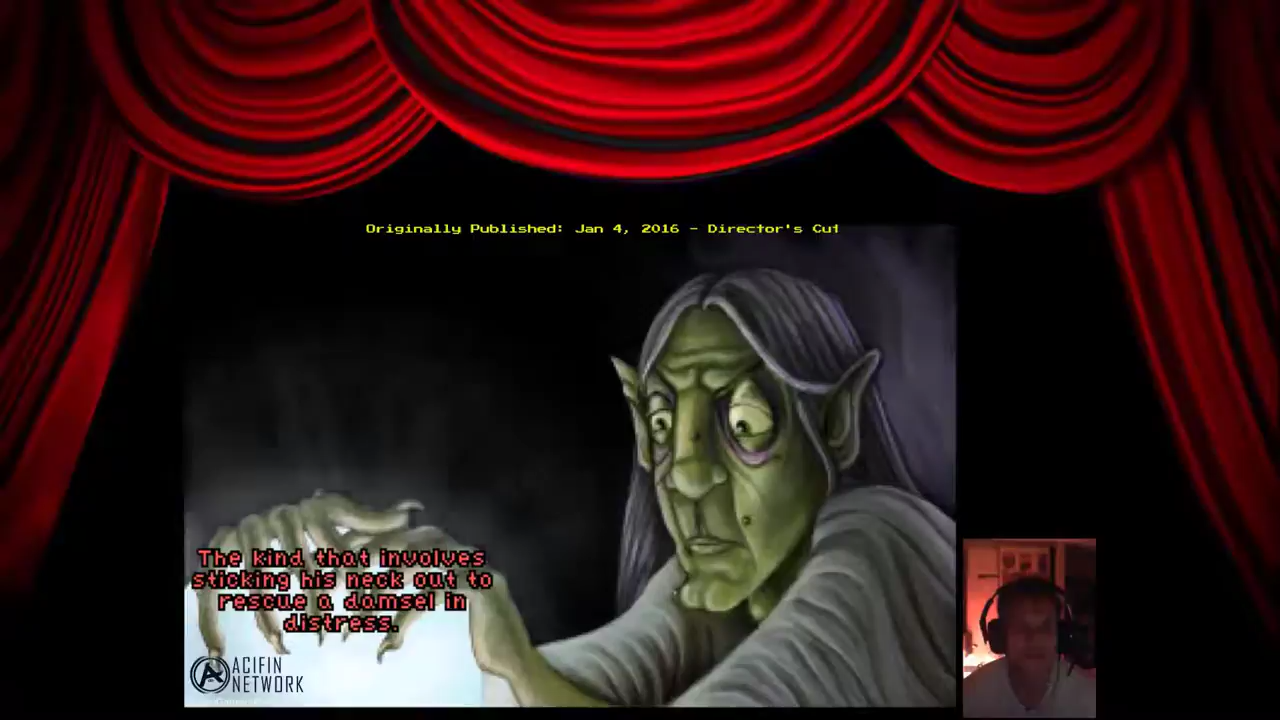 Originally Published: Jan 4, 2016 - Director's Cut
The kind that involves
sticking his neck out to
rescue a damsel in
distress.
ACIFIN
NETWORK